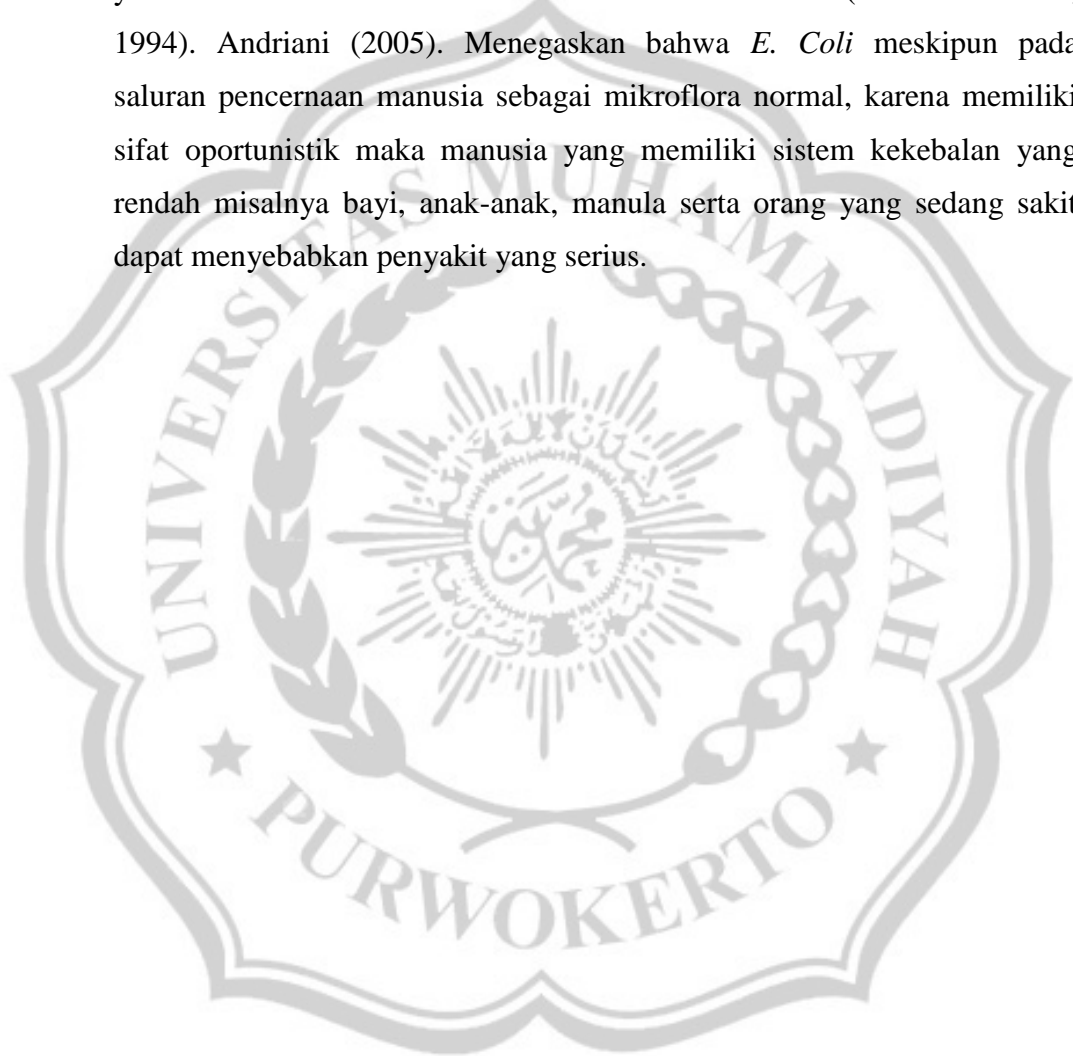 1994). Andriani (2005). Menegaskan bahwa E. Coli meskipun pada
saluran pencernaan manusia sebagai mikroflora normal, karena memiliki
sifat oportunistik maka manusia yang memiliki sistem kekebalan yang
rendah misalnya bayi, anak-anak, manula serta orang yang sedang sakit
dapat menyebabkan penyakit yang serius.
UNIVERSITAS MUHAMMADIYAH
PURWOKERTO
محمد